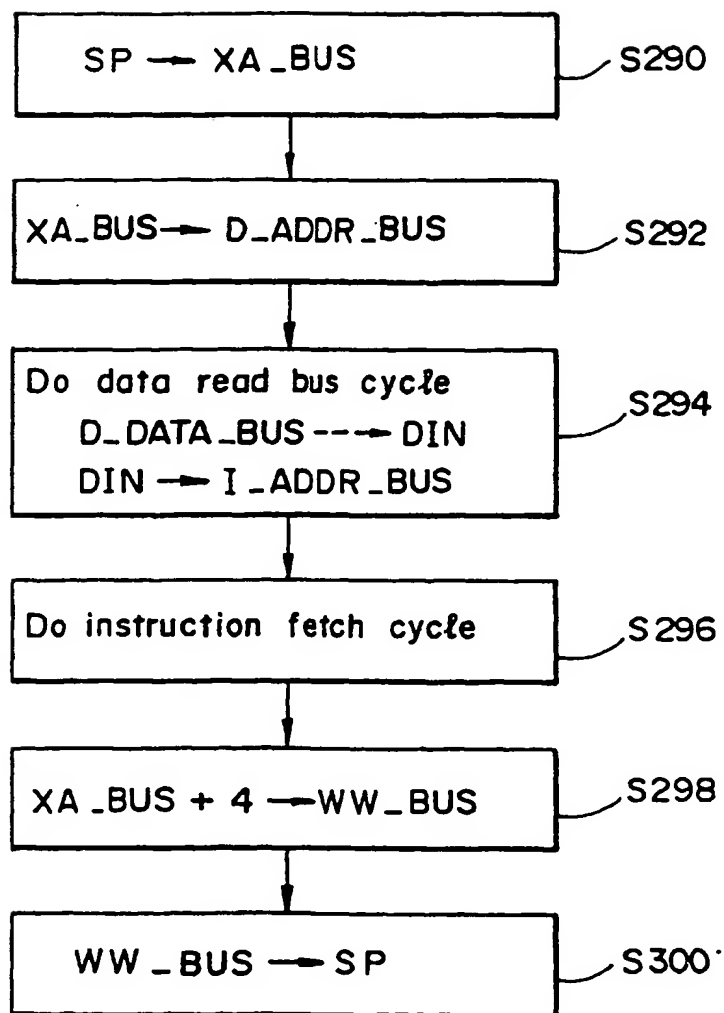 SP → XA_BUS
S290
XA_BUS → D_ADDR_BUS
S292
Do data read bus cycle
D_DATA_BUS ---→ DIN
DIN → I_ADDR_BUS
S294
Do instruction fetch cycle
S296
XA_BUS + 4 → WW_BUS
S298
WW_BUS → SP
S300